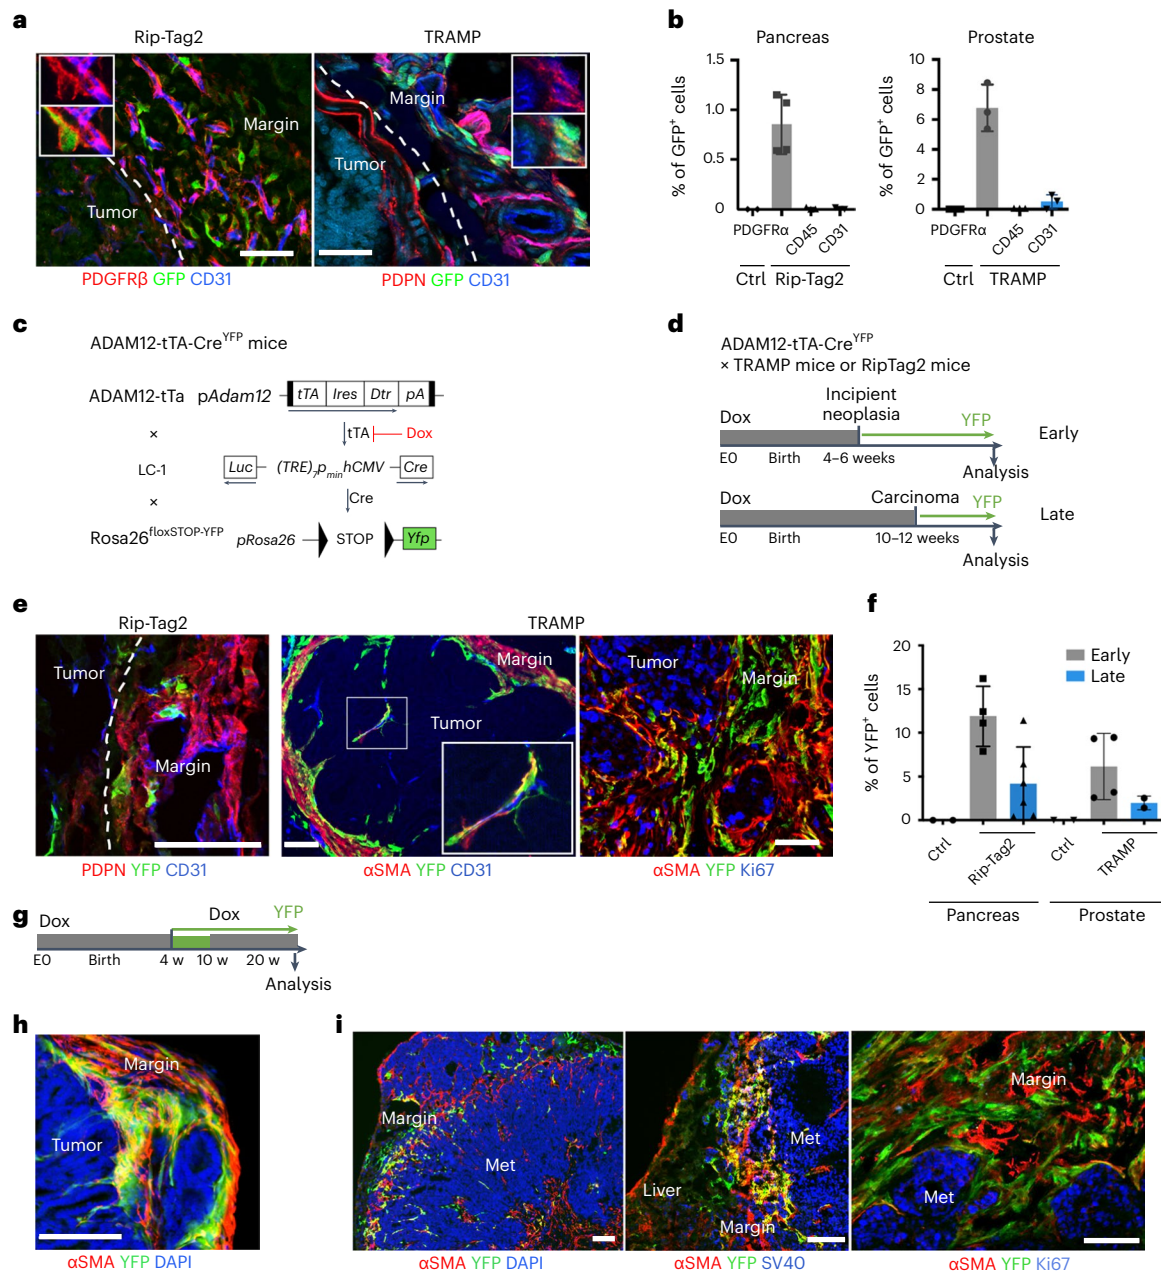 a
Rip-Tag2
TRAMP
Margin
Tumor
Margin
Tumor
PDGFRβ GFP CD31
PDPN GFP CD31
b
Pancreas
Prostate
% of GFP+ cells
1.5
1.0
0.5
0
PDGFRα
CD45
CD31
Ctrl
Rip-Tag2
% of GFP+ cells
10
8
6
4
2
0
PDGFRα
CD45
CD31
Ctrl
TRAMP
c
ADAM12-tTA-CreYFP mice
ADAM12-tTa
pAdam12
tTA
Ires
Dtr
pA
×
tTA
Dox
LC-1
Luc
(TRE)7pminhCMV
Cre
×
Cre
Rosa26floxSTOP-YFP
pRosa26
STOP
Yfp
d
ADAM12-tTA-CreYFP
× TRAMP mice or RipTag2 mice
Incipient
neoplasia
Dox
YFP
Early
E0
Birth
4–6 weeks
Analysis
Dox
Carcinoma
YFP
Late
E0
Birth
10–12 weeks
Analysis
e
Rip-Tag2
TRAMP
Tumor
Margin
Margin
Tumor
Tumor
Margin
PDPN YFP CD31
αSMA YFP CD31
αSMA YFP Ki67
f
% of YFP+ cells
20
15
10
5
0
Early
Late
Ctrl
Rip-Tag2
Ctrl
TRAMP
Pancreas
Prostate
g
Dox
Dox
YFP
E0
Birth
4 w
10 w
20 w
Analysis
h
Margin
Tumor
αSMA YFP DAPI
i
Margin
Met
αSMA YFP DAPI
Met
Liver
Margin
αSMA YFP SV40
Margin
Met
αSMA YFP Ki67